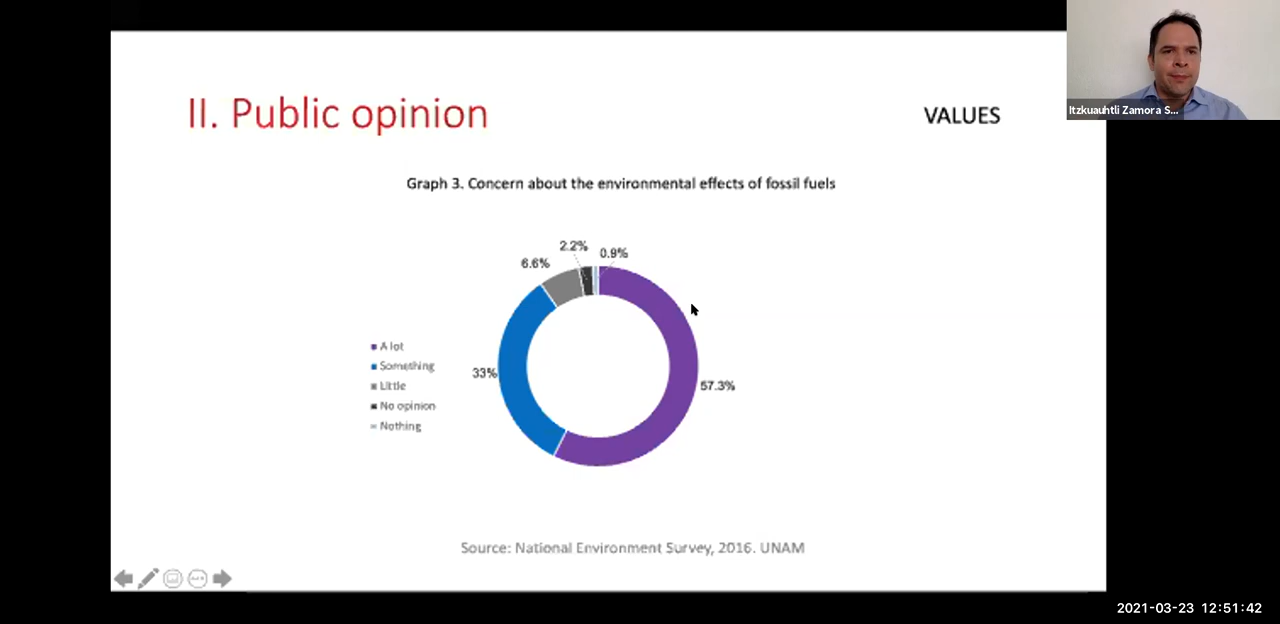 II. Public opinion
VALUES
Itzkuauhtli Zamora S...
Graph 3. Concern about the environmental effects of fossil fuels
2.2%
0.9%
6.6%
A lot
Something
Little
No opinion
Nothing
33%
57.3%
Source: National Environment Survey, 2016. UNAM
2021-03-23 12:51:42